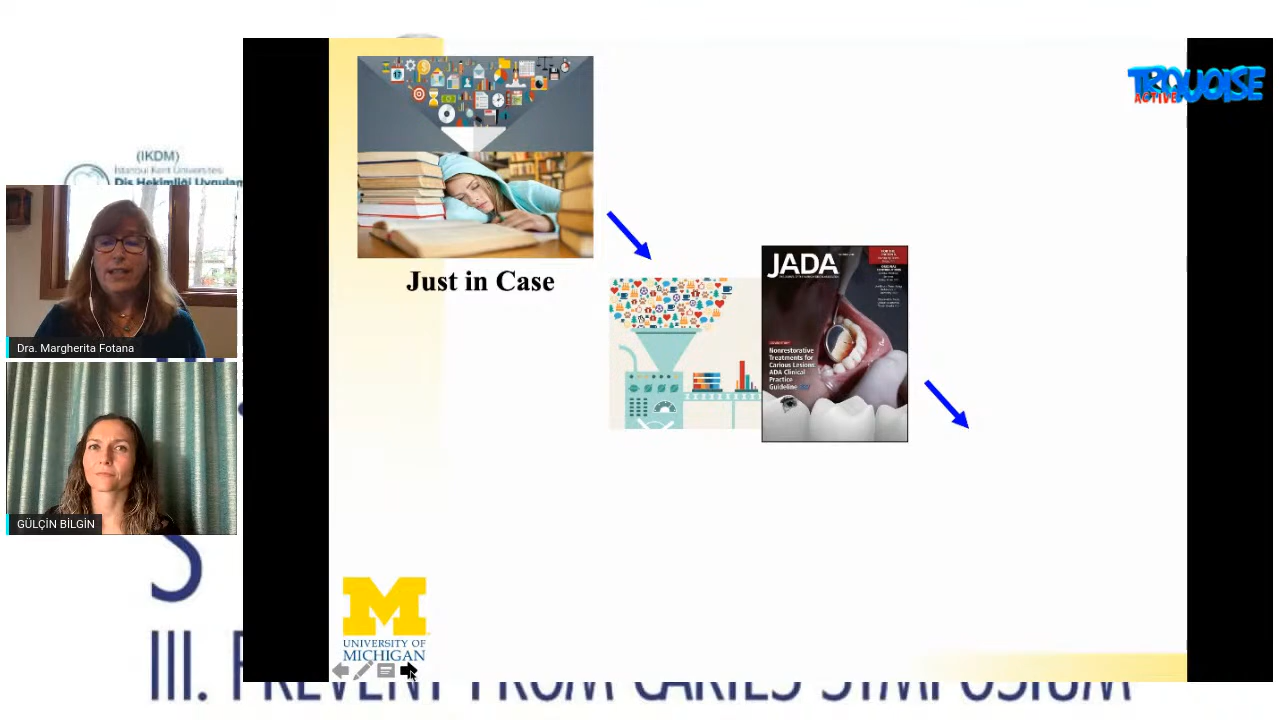 (IKDM)
İstanbul Kent Üniversitesi
Diş Hekimliği Uygulam
TRQUOISE
ACTIVE
Dra. Margherita Fotana
GÜLÇİN BİLGİN
Just in Case
17
JADA
Nonrestorative
Treatments for
Carious Lesions
ADA Clinical
Practice
Guideline
M
UNIVERSITY OF
MICHIGAN
S
III. PREVENT FROM CARIES SYMPOSIUM